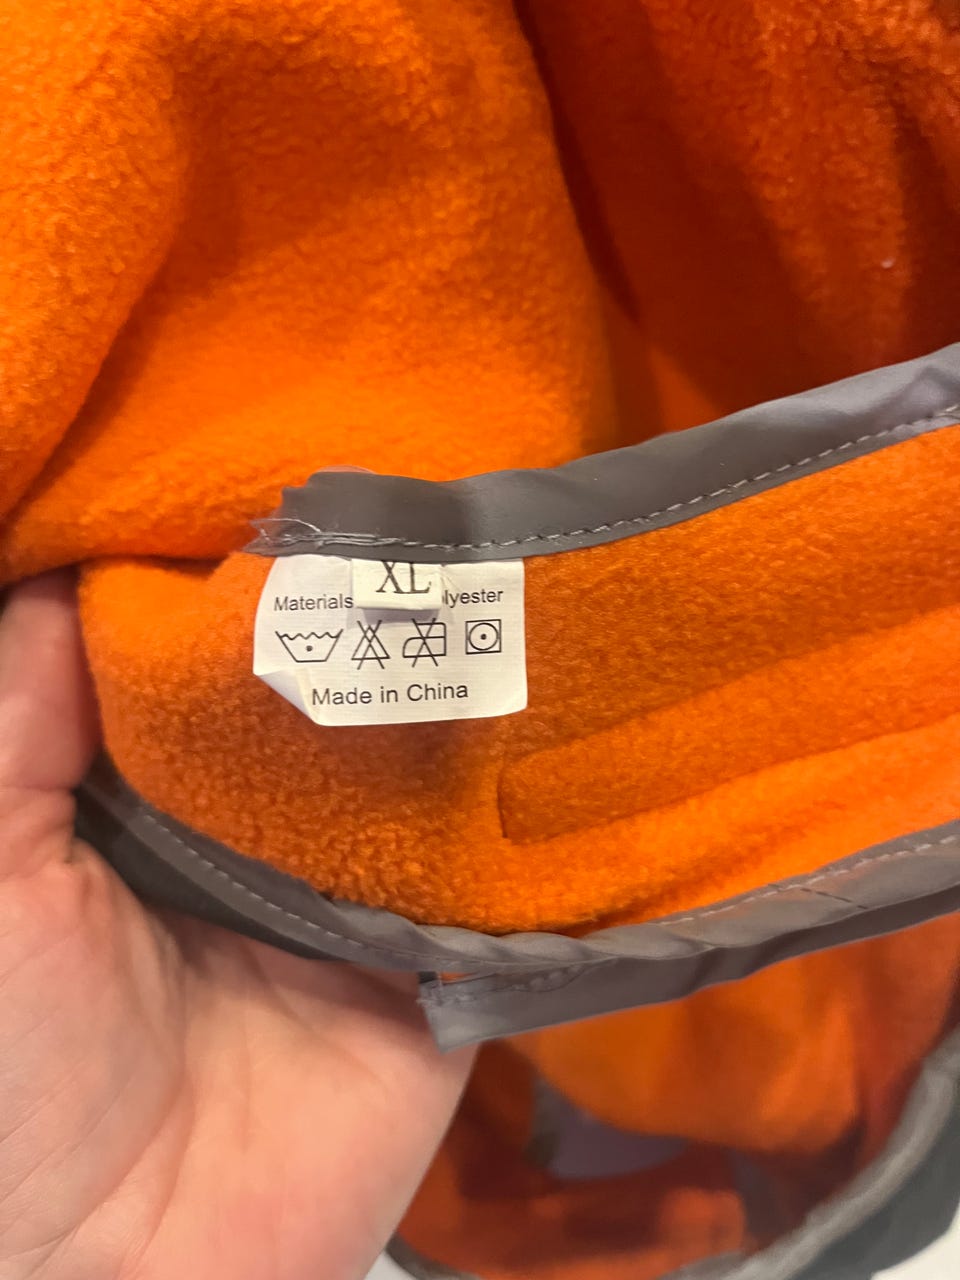 XL
Materials lyester
Made in China